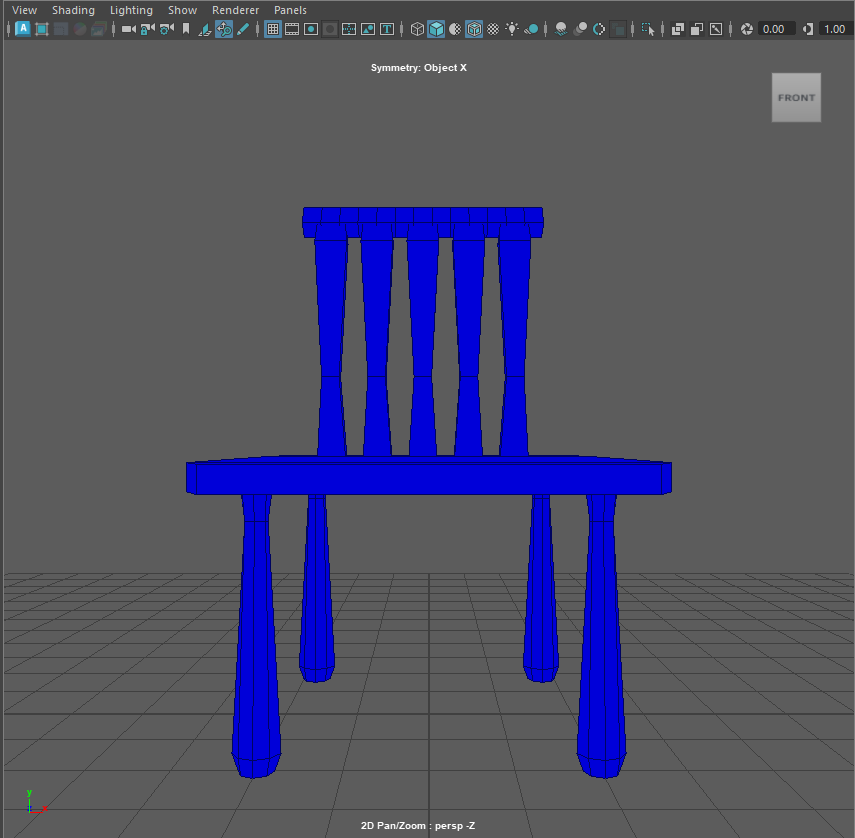 View Shading Lighting Show Renderer Panels
A T 0.00 1.00
Symmetry: Object X
FRONT
y
2D Pan/Zoom : persp -Z